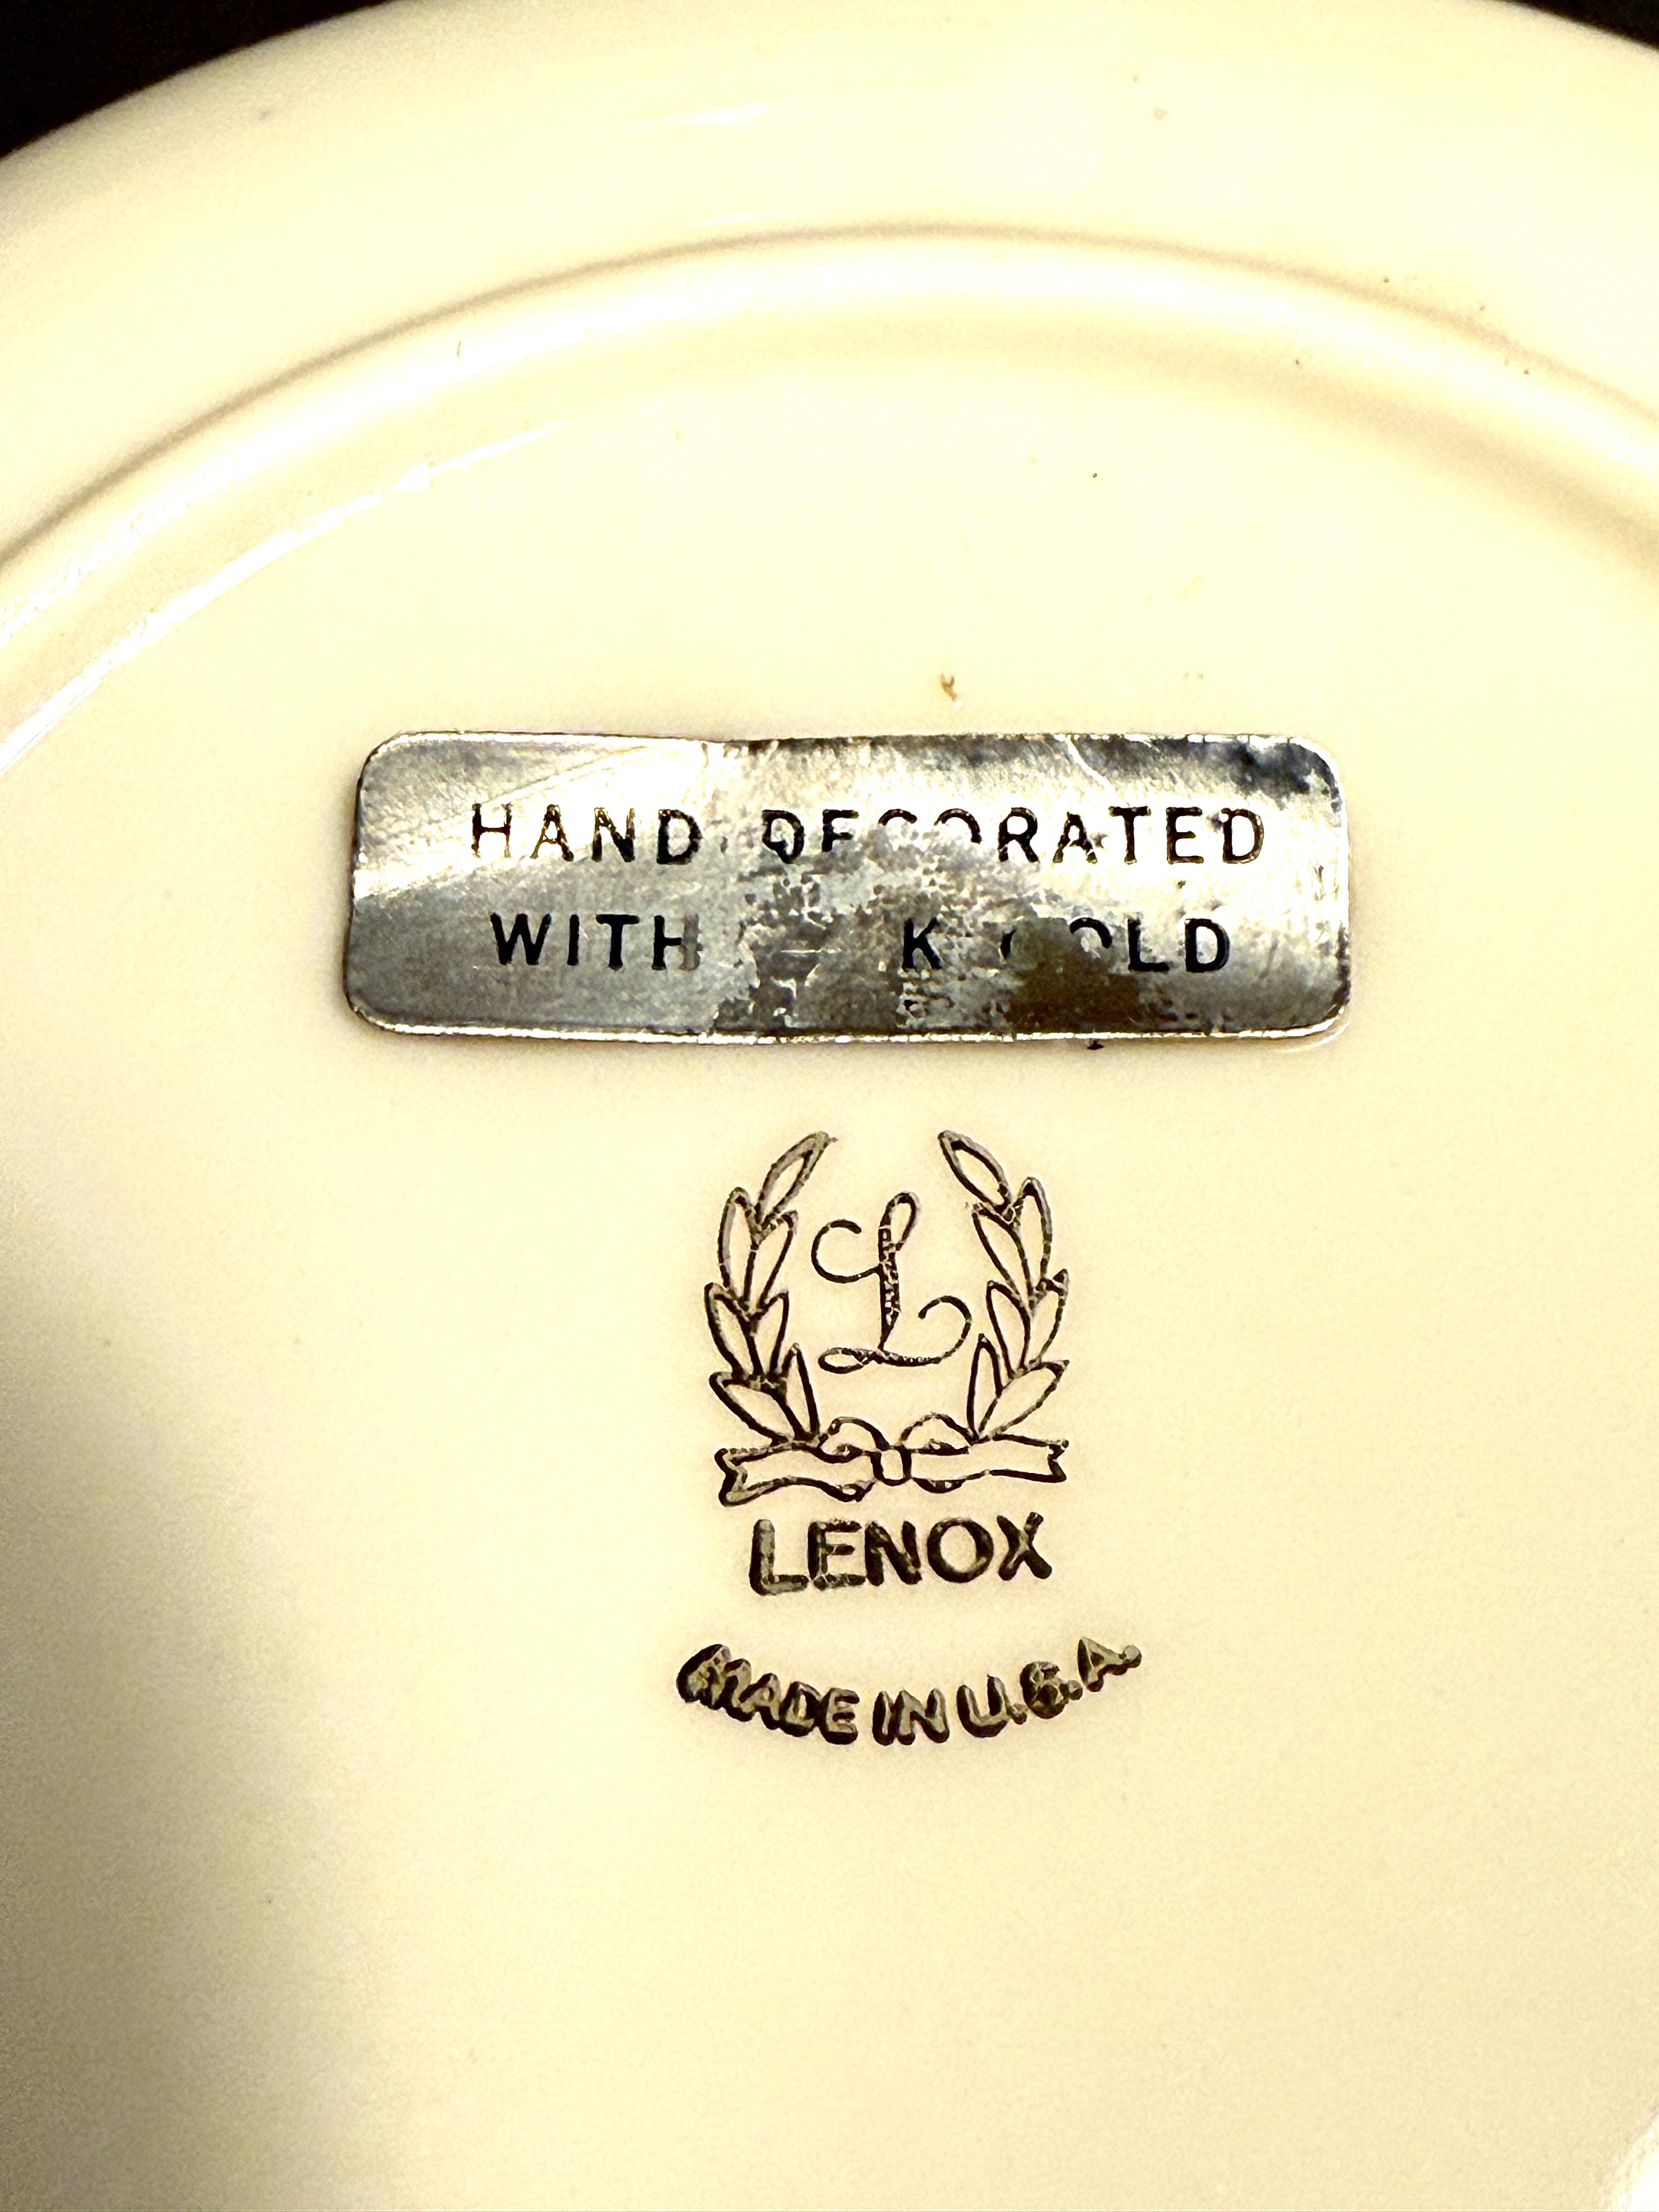 HAND DECORATED
WITH K GOLD
L
LENOX
MADE IN U.S.A.